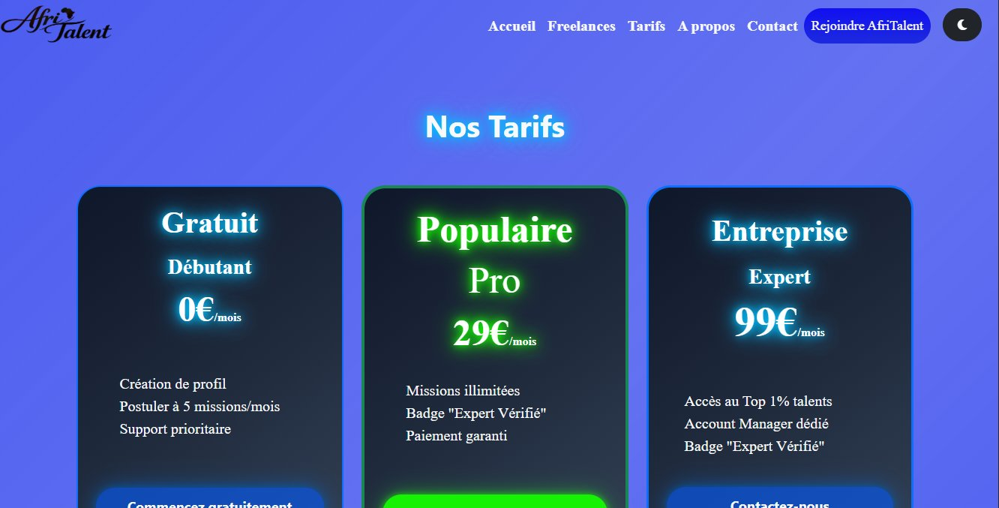 Afri Talent
Accueil Freelances Tarifs A propos Contact Rejoindre AfriTalent
Nos Tarifs
Gratuit
Débutant
0€/mois
Création de profil
Postuler à 5 missions/mois
Support prioritaire
Commencez gratuitement
Populaire
Pro
29€/mois
Missions illimitées
Badge "Expert Vérifié"
Paiement garanti
Entreprise
Expert
99€/mois
Accès au Top 1% talents
Account Manager dédié
Badge "Expert Vérifié"
Contactez-nous